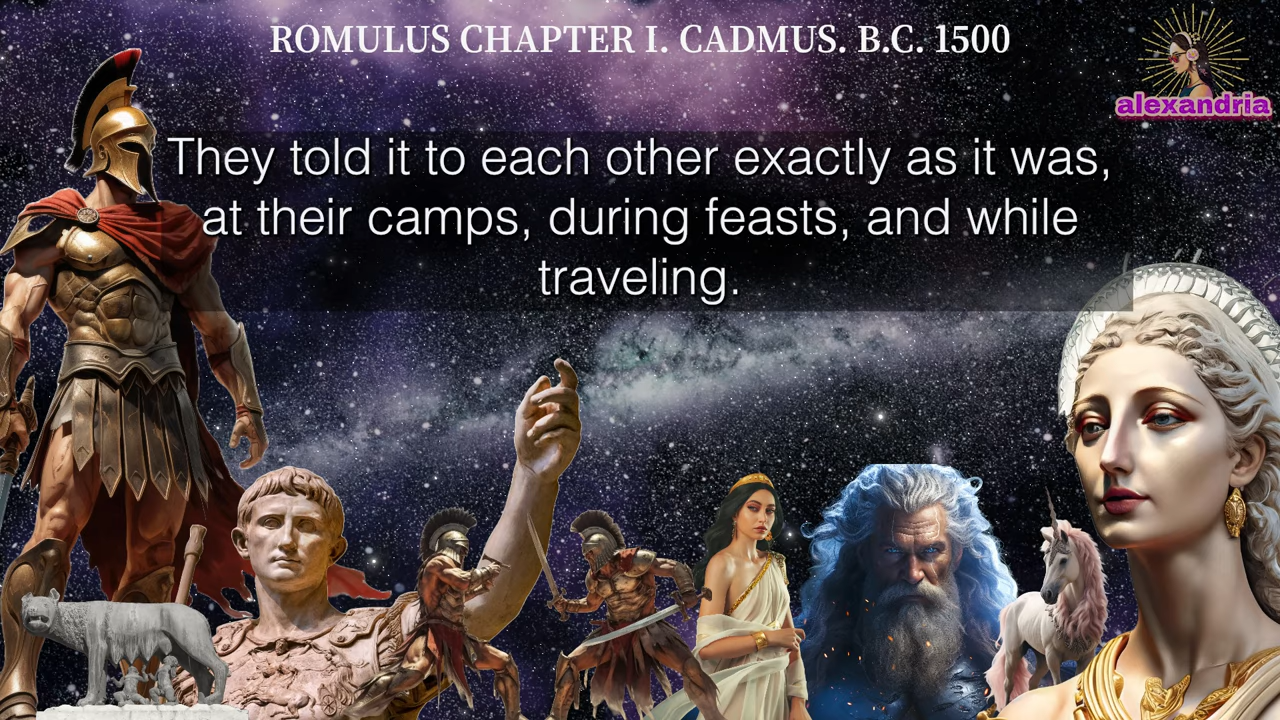 ROMULUS CHAPTER I. CADMUS. B.C. 1500
alexandria
They told it to each other exactly as it was,
at their camps, during feasts, and while
traveling.